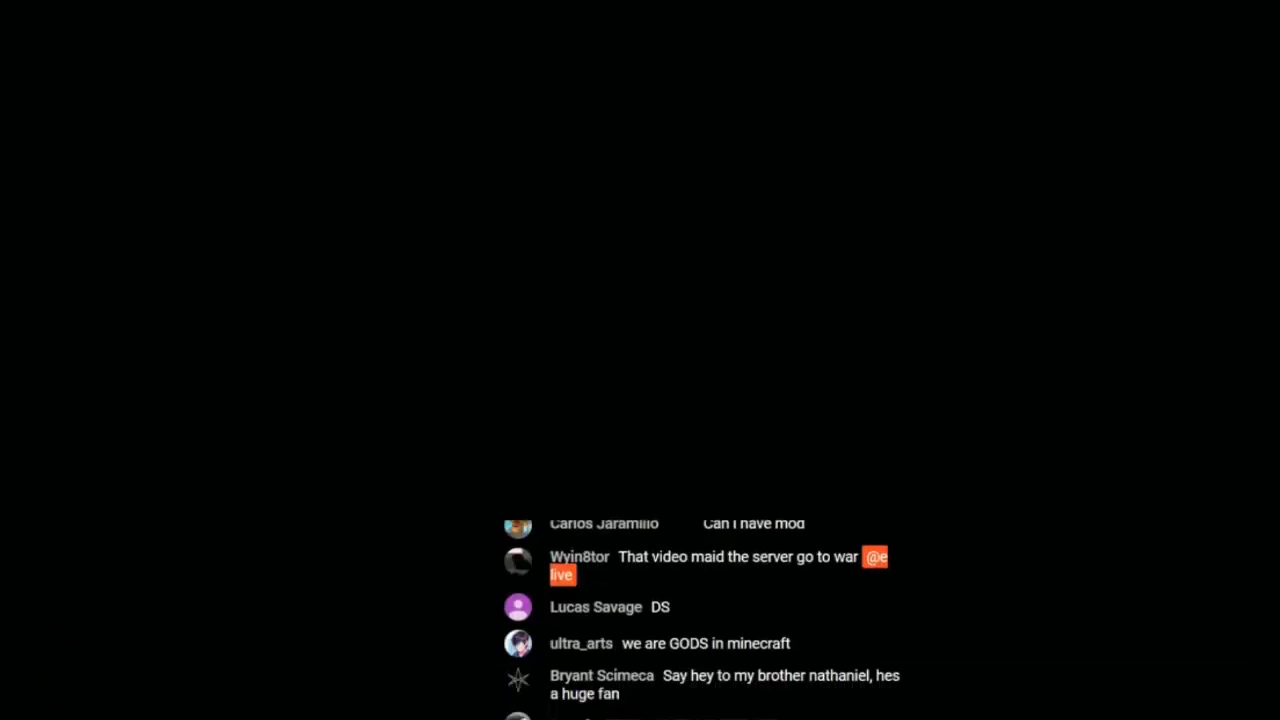 Carlos Jaramillo Can I have mod
Wyin8tor That video maid the server go to war @e
live
Lucas Savage DS
ultra_arts we are GODS in minecraft
Bryant Scimeca Say hey to my brother nathaniel, hes
a huge fan